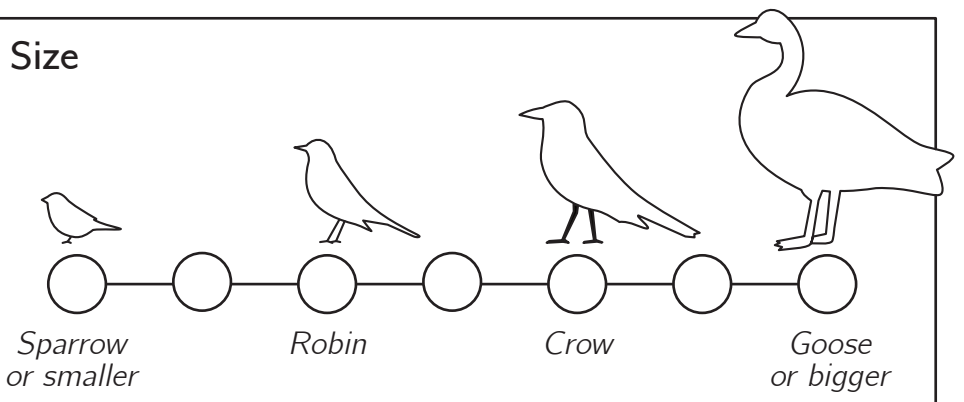 Size
Sparrow
or smaller
Robin
Crow
Goose
or bigger